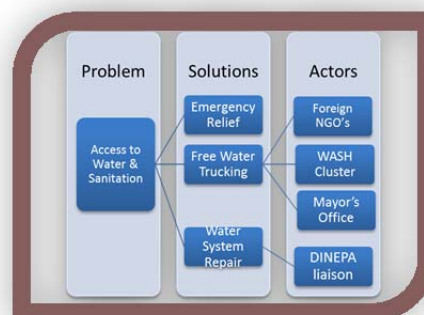 Problem
Access to
Water &
Sanitation
Solutions
Emergency
Relief
Free Water
Trucking
Water
System
Repair
Actors
Foreign
NGO's
WASH
Cluster
Mayor's
Office
DINEPA
liaison